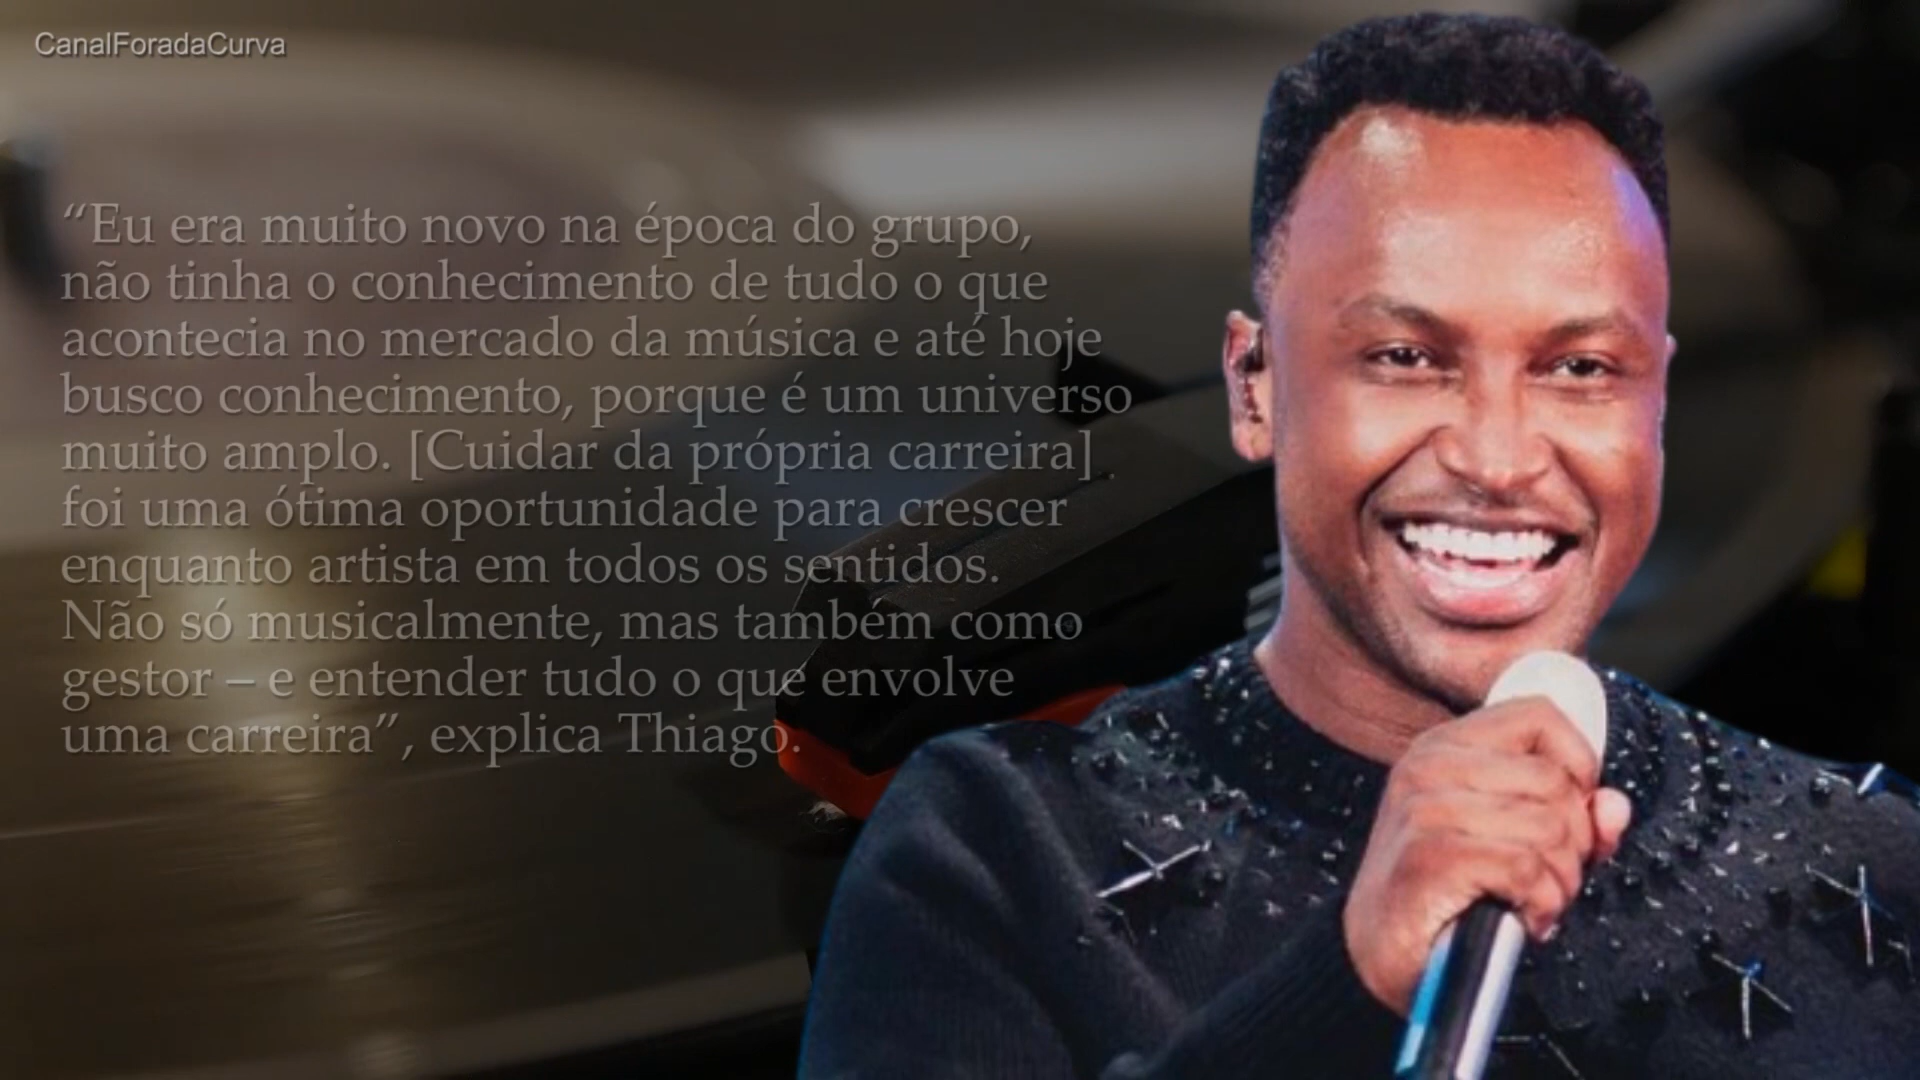 CanalForadaCurva
“Eu era muito novo na época do grupo,
não tinha o conhecimento de tudo o que
acontecia no mercado da música e até hoje
busco conhecimento, porque é um universo
muito amplo. [Cuidar da própria carreira]
foi uma ótima oportunidade para crescer
enquanto artista em todos os sentidos.
Não só musicalmente, mas também como
gestor – e entender tudo o que envolve
uma carreira”, explica Thiago.